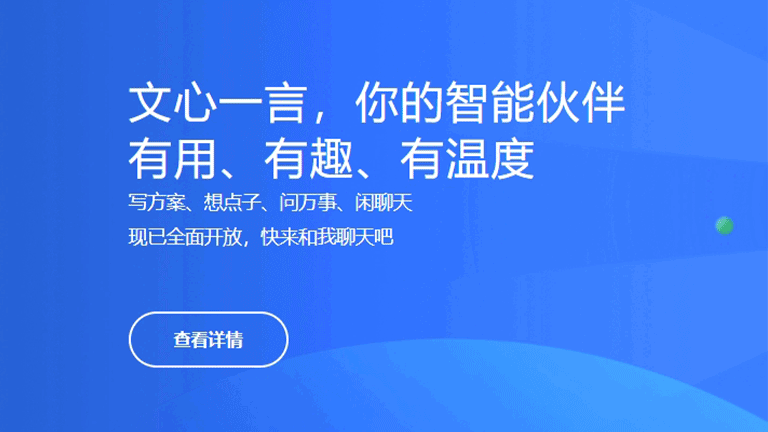 文心一言，你的智能伙伴
有用、有趣、有温度
写方案、想点子、问万事、闲聊天
现已全面开放，快来和我聊天吧
查看详情